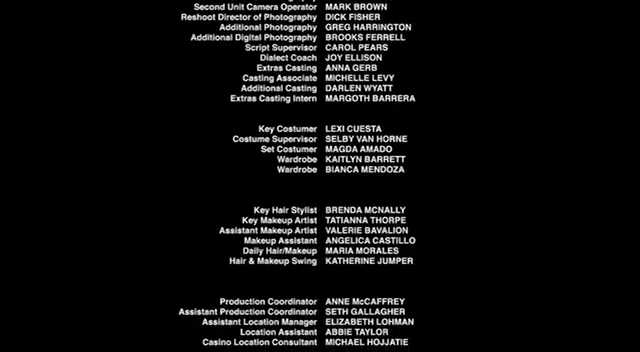 Second Unit Camera Operator MARK BROWN
Reshoot Director of Photography DICK FISHER
Additional Photography GREG HARRINGTON
Additional Digital Photography BROOKS FERRELL
Script Supervisor CAROL PEARS
Dialect Coach JOY ELLISON
Extras Casting ANNA GERB
Casting Associate MICHELLE LEVY
Additional Casting DARLEN WYATT
Extras Casting Intern MARGOTH BARRERA
Key Costumer LEXI CUESTA
Costume Supervisor SELBY VAN HORNE
Set Costumer MAGDA AMADO
Wardrobe KAITLYN BARRETT
Wardrobe BIANCA MENDOZA
Key Hair Stylist BRENDA MCNALLY
Key Makeup Artist TATIANNA THORPE
Assistant Makeup Artist VALERIE BAVALION
Makeup Assistant ANGELICA CASTILLO
Daily Hair/Makeup MARIA MORALES
Hair & Makeup Swing KATHERINE JUMPER
Production Coordinator ANNE McCAFFREY
Assistant Production Coordinator SETH GALLAGHER
Assistant Location Manager ELIZABETH LOHMAN
Location Assistant ABBIE TAYLOR
Casino Location Consultant MICHAEL HOJJATIE